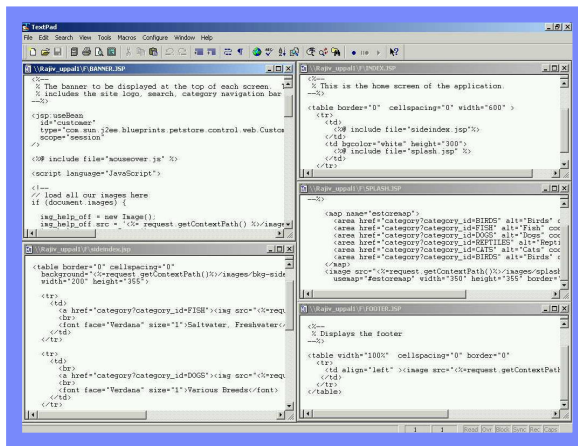 TextPad
File Edit Search View Tools Macros Configure Window Help
\\Rajiv_uppal1\F\BANNER.JSP
<%--
% The banner to be displayed at the top of each screen.
% includes the site logo, search, category navigation bar
--%>
<jsp:useBean
id="customer"
type="com.sun.j2ee.blueprints.petstore.control.web.Custom
scope="session"
/>
<%@ include file="mouseover.js" %>
<script language="JavaScript">
<!--
// load all our images here
if (document.images) {
img_help_off = new Image();
img_help_off.src = '<%= request.getContextPath() %>/image
\\Rajiv_uppal1\F\sideindex.jsp
<table border="0" cellspacing="0"
background="<%=request.getContextPath()%>/images/bkg-side
width="200" height="355">
<tr>
<td>
<a href="category?category_id=FISH"><img src="<%=requ
<br>
<font face="Verdana" size="1">Saltwater, Freshwater</
</td>
</tr>
<tr>
<td>
<br>
<a href="category?category_id=DOGS"><img src="<%=requ
<br>
<font face="Verdana" size="1">Various Breeds</font>
</td>
</tr>
\\Rajiv_uppal1\F\INDEX.JSP
<%--
% This is the home screen of the application.
--%>
<table border="0" cellspacing="0" width="600" >
<tr>
<td>
<%@ include file="sideindex.jsp"%>
</td>
<td bgcolor="white" height="300">
<%@ include file="splash.jsp" %>
</td>
</tr>
\\Rajiv_uppal1\F\SPLASH.JSP
--%>
<map name="estoremap">
<area href="category?category_id=BIRDS" alt="Birds" c
<area href="category?category_id=FISH" alt="Fish" coo
<area href="category?category_id=DOGS" alt="Dogs" coo
<area href="category?category_id=REPTILES" alt="Repti
<area href="category?category_id=CATS" alt="Cats" coo
<area href="category?category_id=BIRDS" alt="Birds" c
</map>
<image src="<%=request.getContextPath()%>/images/splash
usemap="#estoremap" width="350" height="355" border="
\\Rajiv_uppal1\F\FOOTER.JSP
<%--
% Displays the footer
--%>
<table width="100%" cellspacing="0" border="0"
<tr>
<td align="left" ><image src="<%=request.getContextPath
</td>
</tr>
</table>
1 1 Read Ovr Block Sync Rec Caps